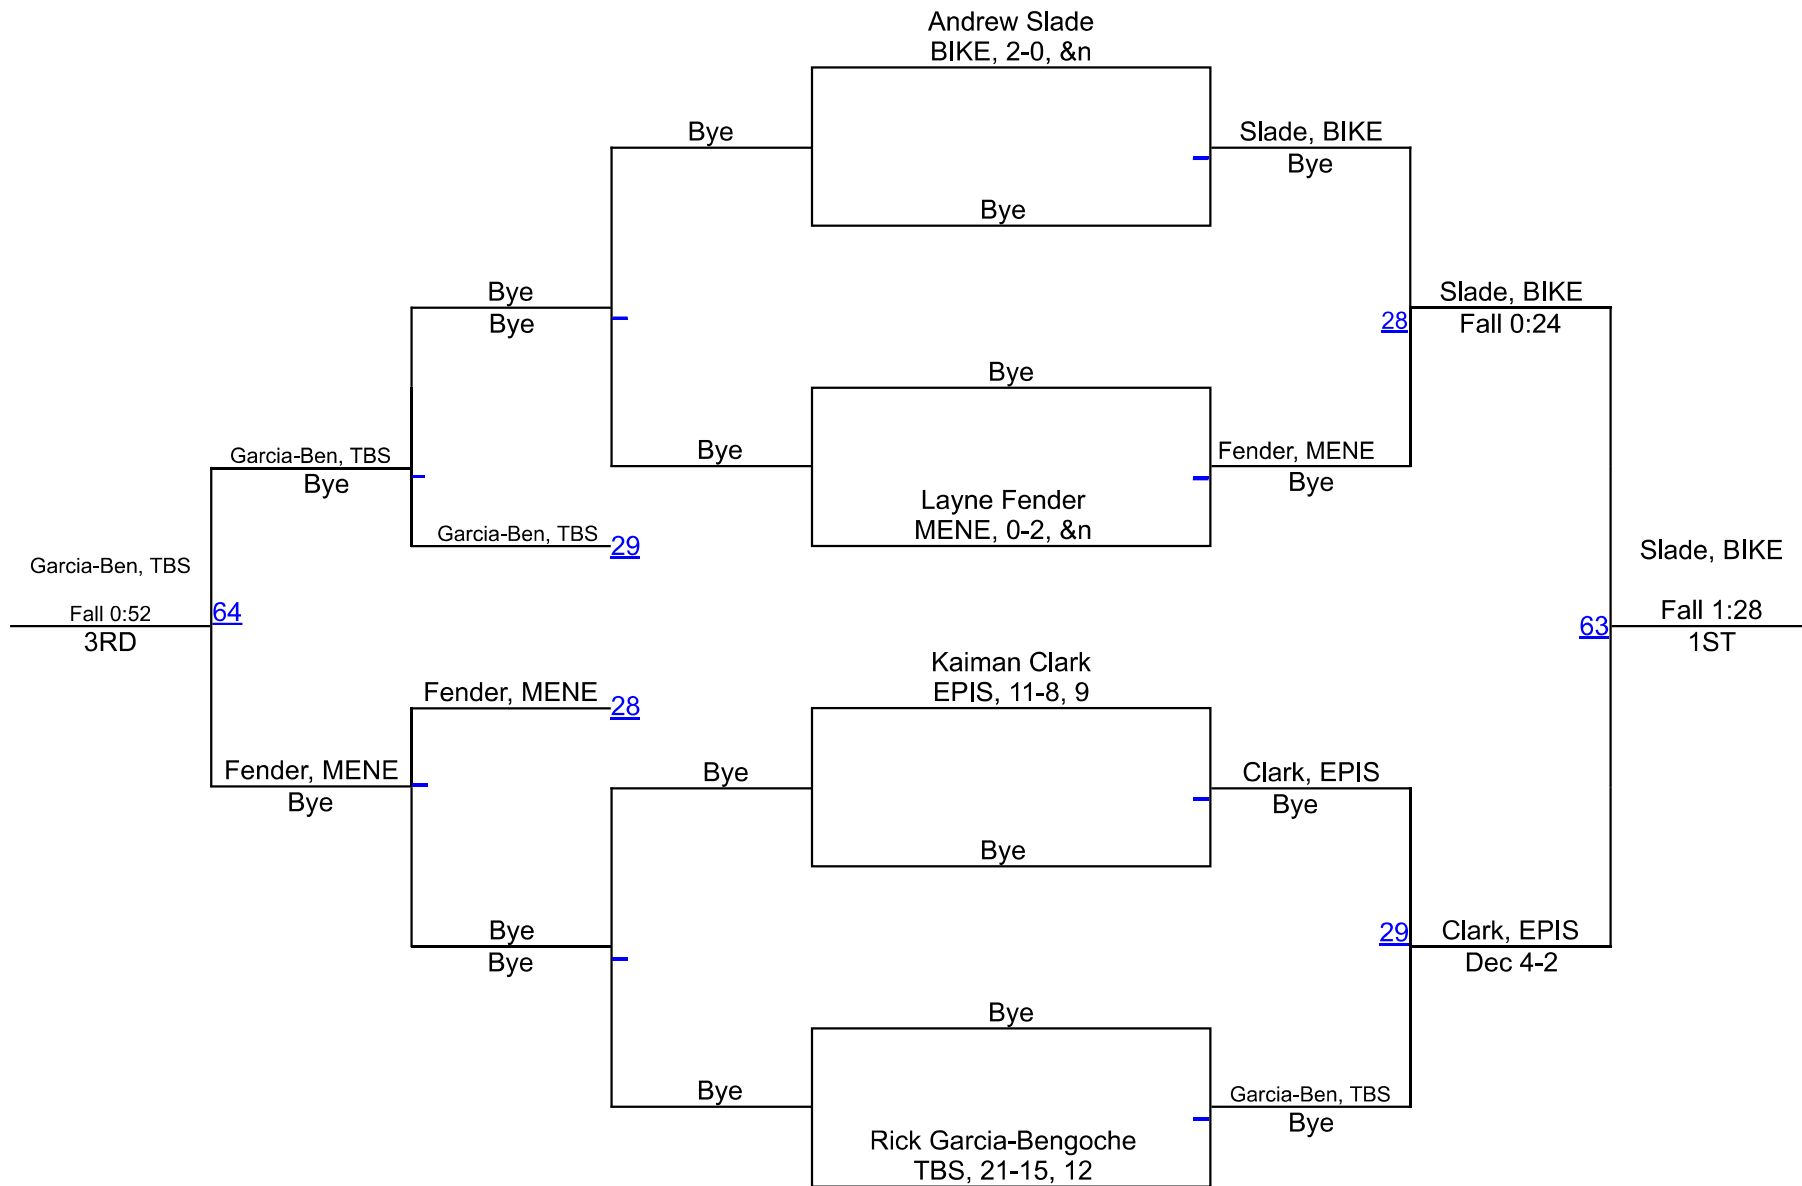 Andrew Slade
BIKE, 2-0, &n
Bye
Slade, BIKE
Bye
Bye
Bye
Bye
Slade, BIKE
28
Fall 0:24
Bye
Bye
Fender, MENE
Bye
Layne Fender
MENE, 0-2, &n
Garcia-Ben, TBS
Bye
Garcia-Ben, TBS
29
Garcia-Ben, TBS
Fall 0:52
64
3RD
Slade, BIKE
63
Fall 1:28
1ST
Kaiman Clark
EPIS, 11-8, 9
Fender, MENE
28
Fender, MENE
Bye
Bye
Clark, EPIS
Bye
Bye
Bye
Bye
29
Clark, EPIS
Dec 4-2
Bye
Bye
Garcia-Ben, TBS
Bye
Rick Garcia-Bengoche
TBS, 21-15, 12